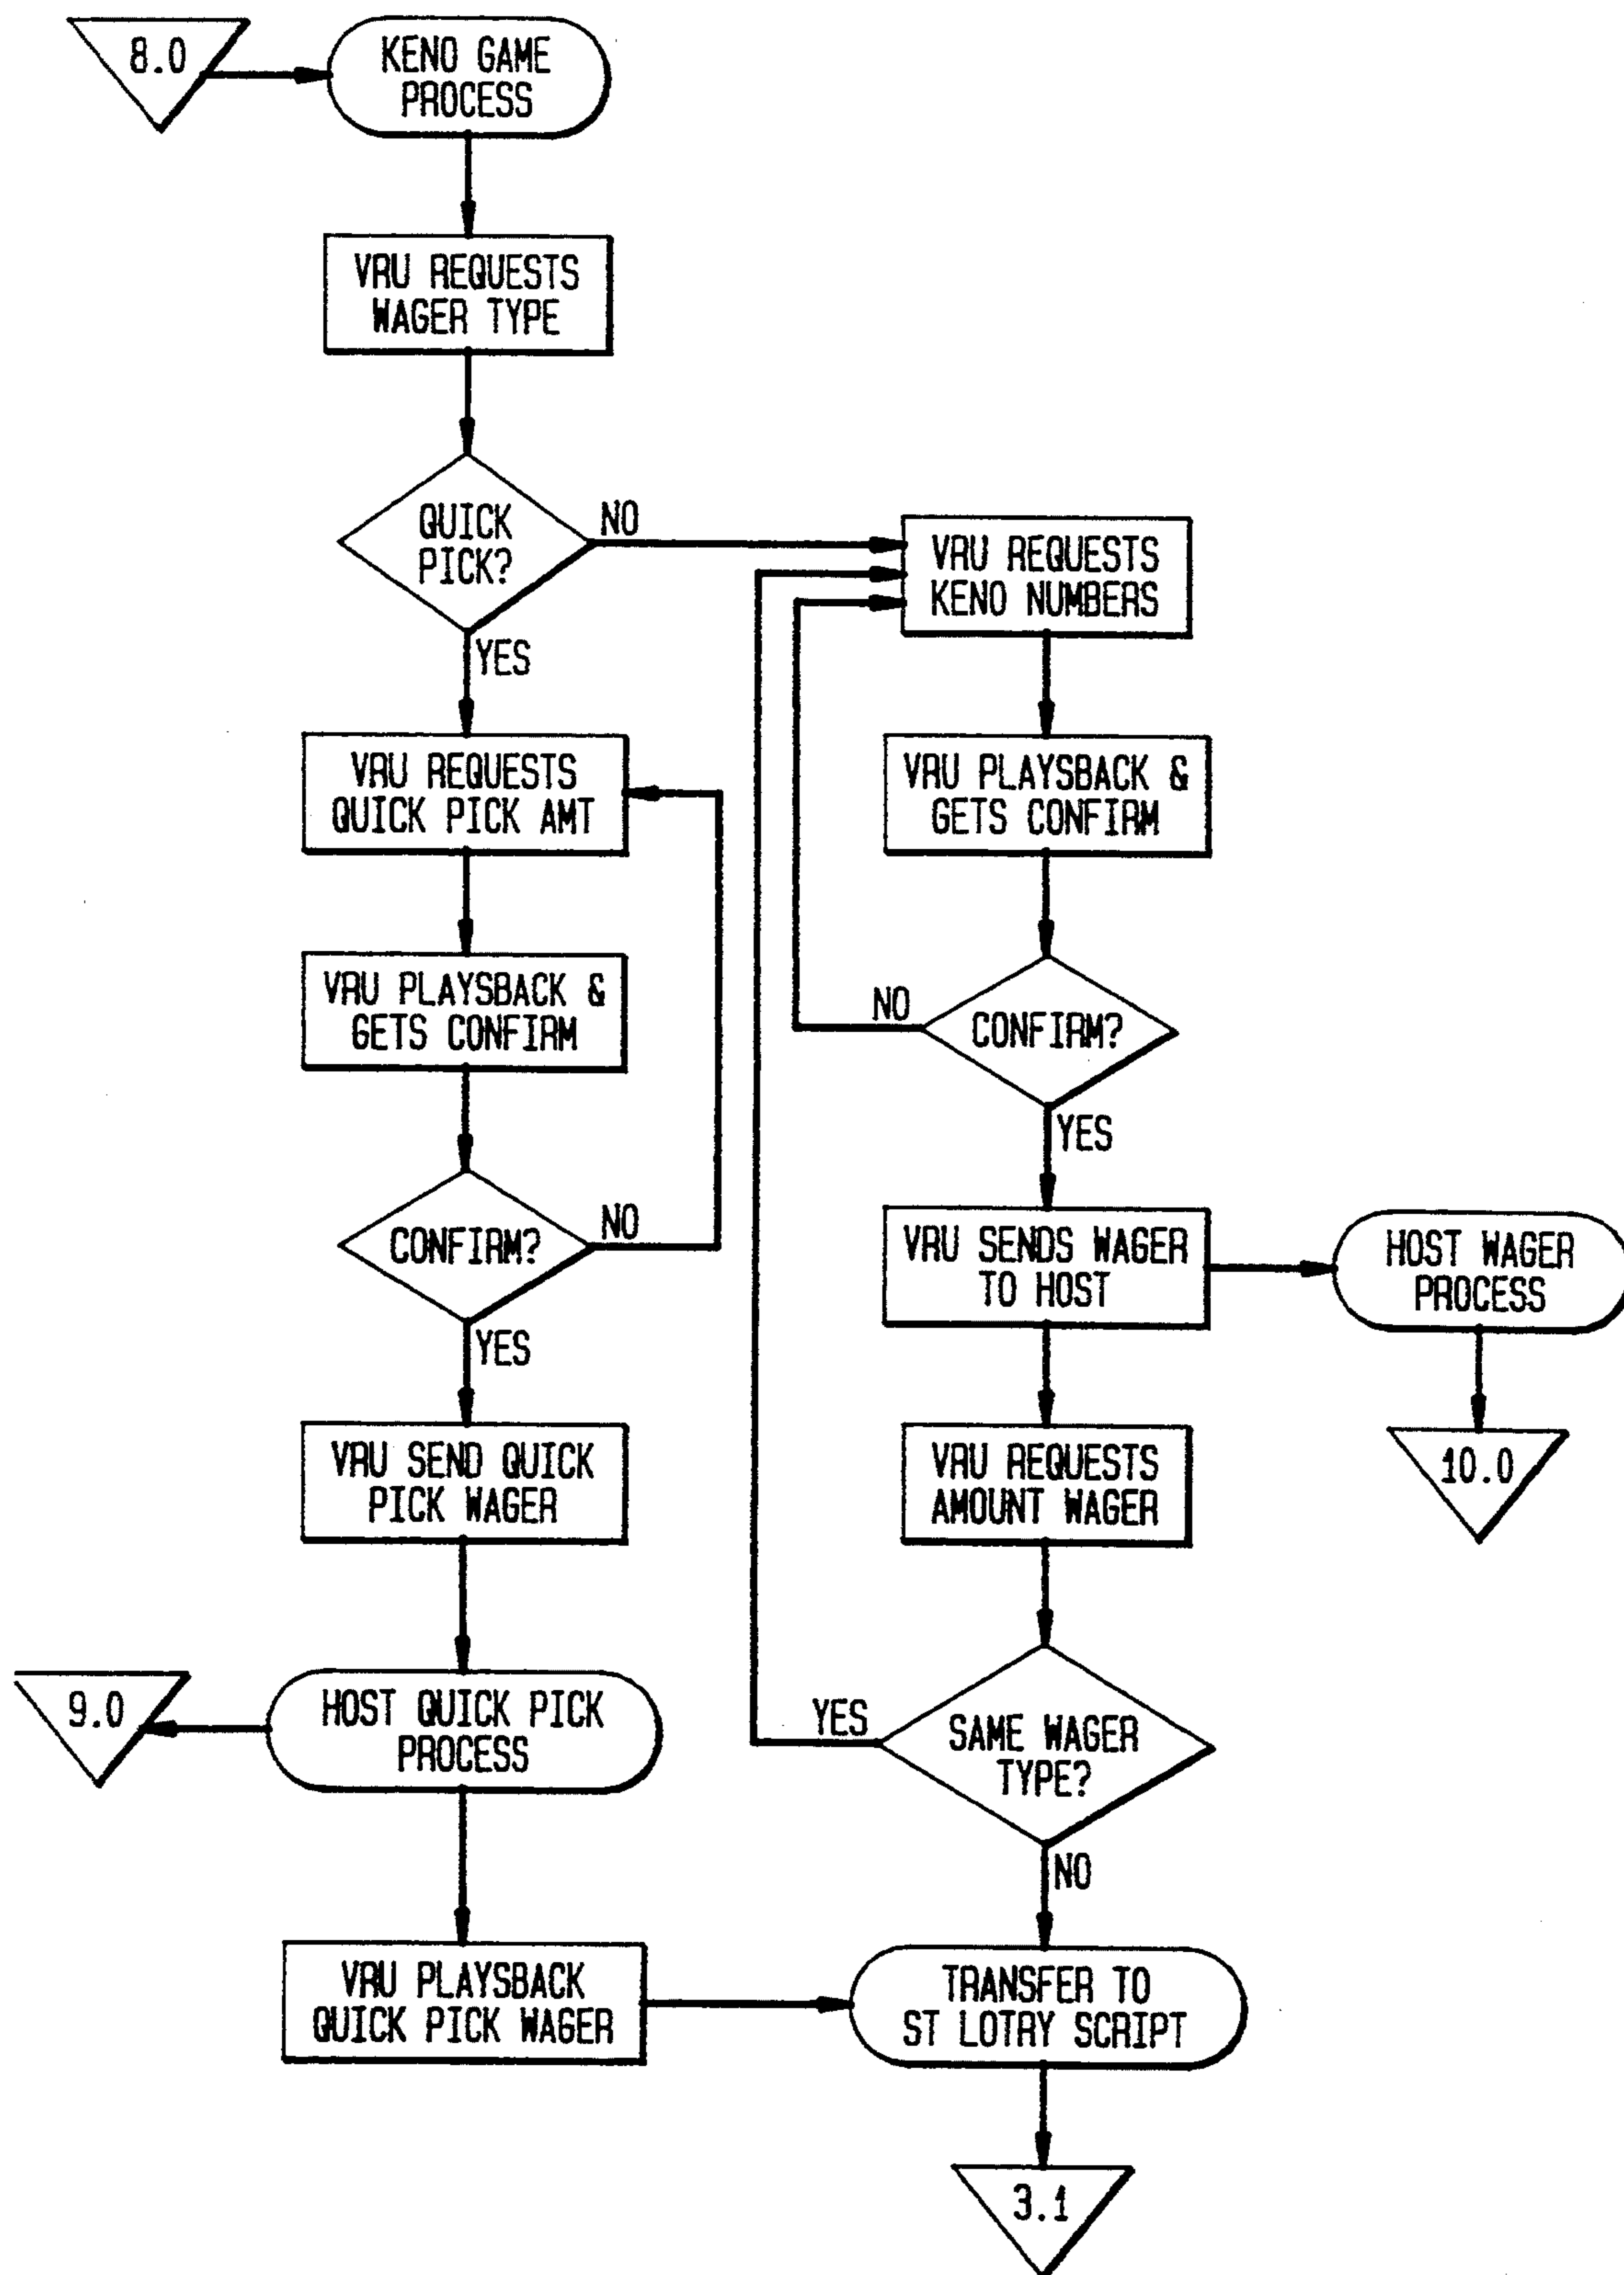 8.0
KENO GAME
PROCESS
VRU REQUESTS
WAGER TYPE
QUICK
PICK?
NO
YES
VRU REQUESTS
QUICK PICK AMT
VRU PLAYSBACK &
GETS CONFIRM
CONFIRM?
NO
YES
VRU SEND QUICK
PICK WAGER
HOST QUICK PICK
PROCESS
9.0
VRU PLAYSBACK
QUICK PICK WAGER
VRU REQUESTS
KENO NUMBERS
VRU PLAYSBACK &
GETS CONFIRM
CONFIRM?
NO
YES
VRU SENDS WAGER
TO HOST
HOST WAGER
PROCESS
10.0
VRU REQUESTS
AMOUNT WAGER
SAME WAGER
TYPE?
YES
NO
TRANSFER TO
ST LOTRY SCRIPT
3.1